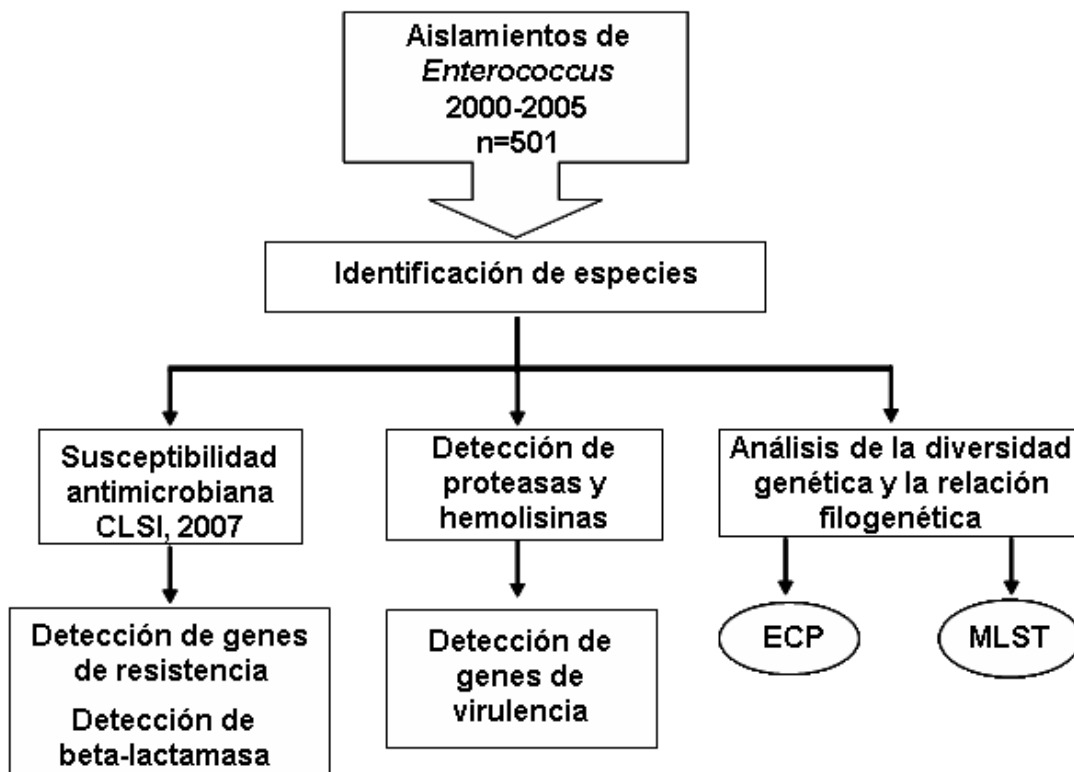 Aislamientos de
Enterococcus
2000-2005
n=501
Identificación de especies
Susceptibilidad
antimicrobiana
CLSI, 2007
Detección de
proteasas y
hemolisinas
Análisis de la diversidad
genética y la relación
filogenética
Detección de genes
de resistencia
Detección de
beta-lactamasa
Detección de
genes de
virulencia
ECP
MLST